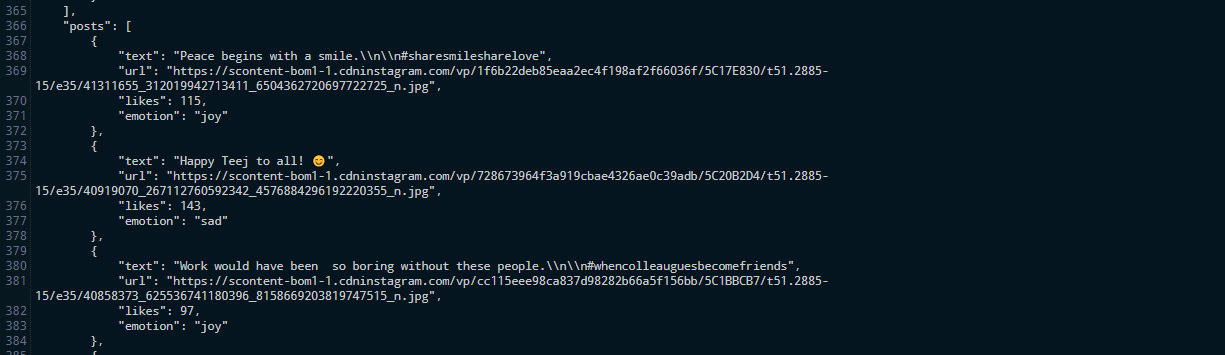 365 ],
366 "posts": [
367 {
368 "text": "Peace begins with a smile.\\n\\n#sharesmilesharelove",
369 "url": "https://scontent-bom1-1.cdninstagram.com/vp/1f6b22deb85eaa2ec4f198af2f66036f/5C17E830/t51.2885-
15/e35/41311655_312019942713411_6504362720697722725_n.jpg",
370 "likes": 115,
371 "emotion": "joy"
372 },
373 {
374 "text": "Happy Teej to all! 😊",
375 "url": "https://scontent-bom1-1.cdninstagram.com/vp/728673964f3a919cbae4326ae0c39adb/5C20B2D4/t51.2885-
15/e35/40919070_267112760592342_4576884296192220355_n.jpg",
376 "likes": 143,
377 "emotion": "sad"
378 },
379 {
380 "text": "Work would have been  so boring without these people.\\n\\n#whencolleauguesbecomefriends",
381 "url": "https://scontent-bom1-1.cdninstagram.com/vp/cc115eee98ca837d98282b66a5f156bb/5C1BBCB7/t51.2885-
15/e35/40858373_625536741180396_8158669203819747515_n.jpg",
382 "likes": 97,
383 "emotion": "joy"
384 },
385 {